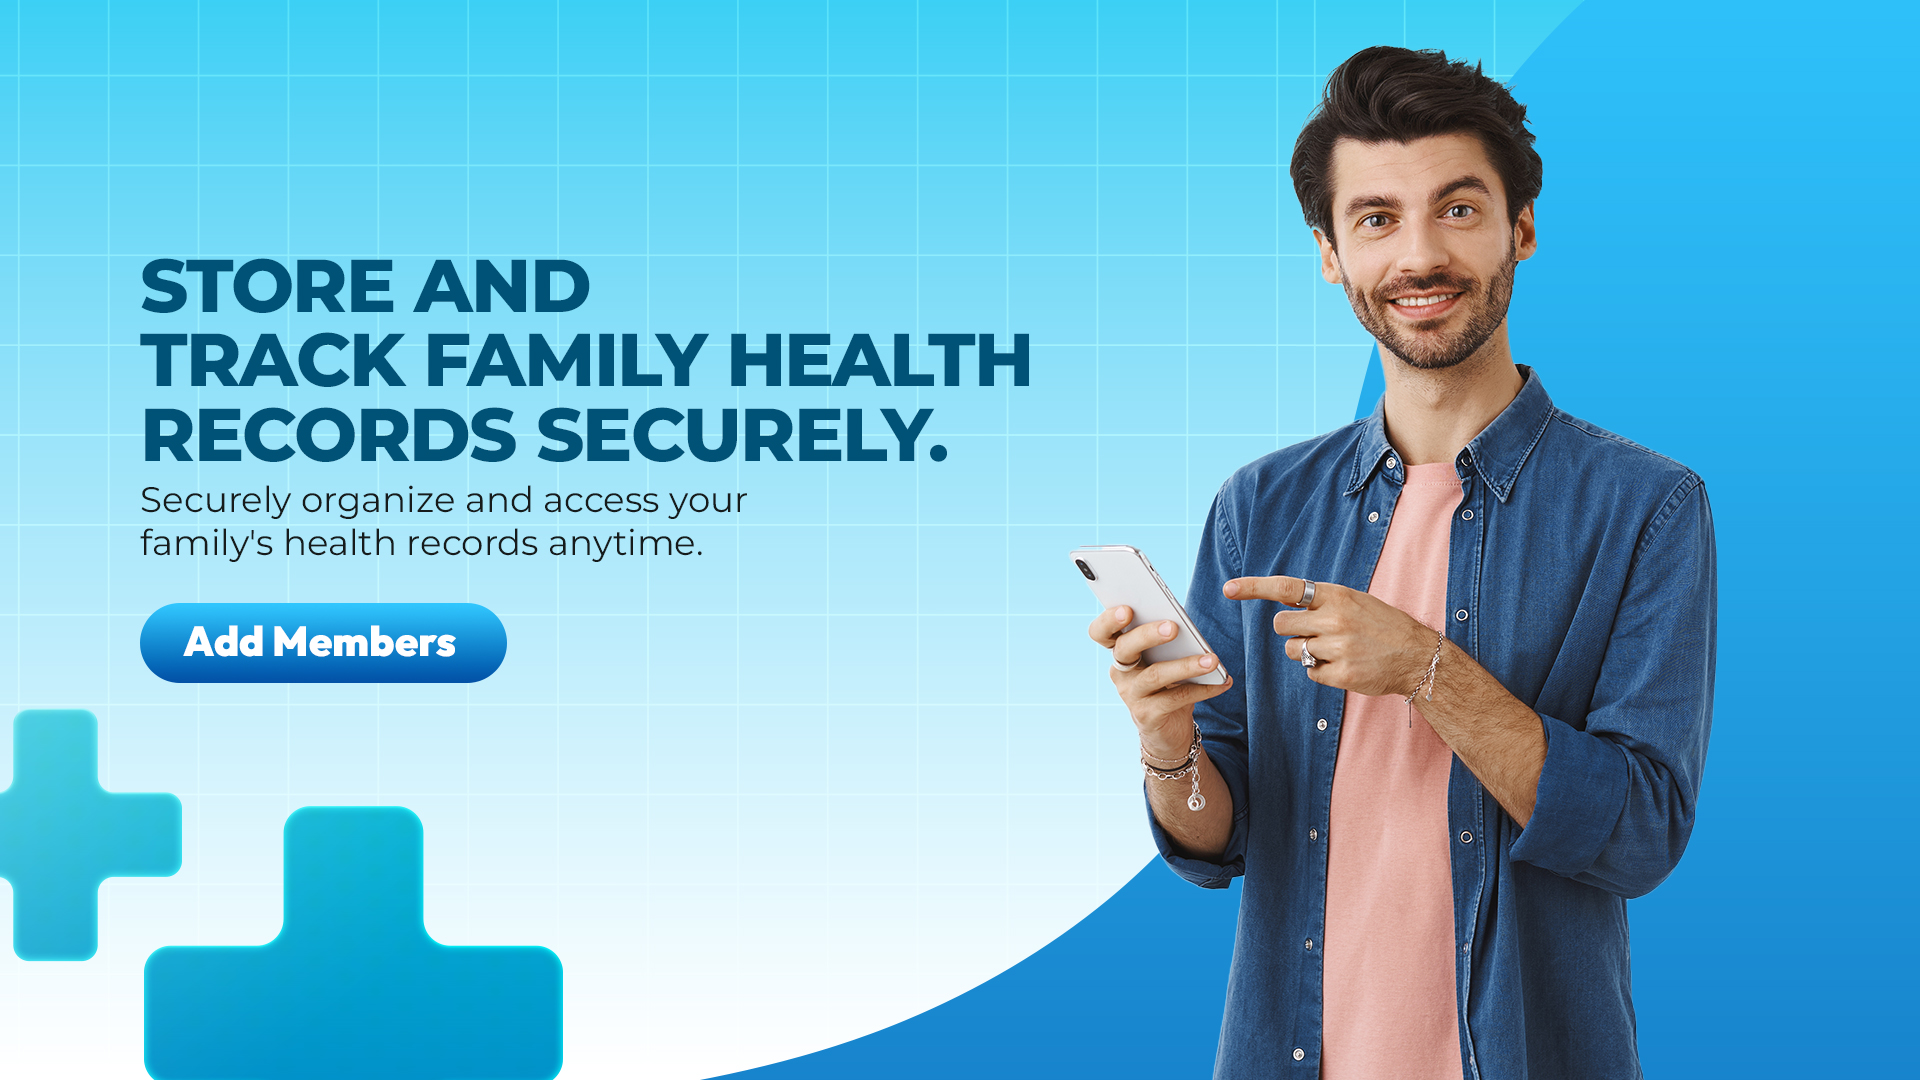 STORE AND
TRACK FAMILY HEALTH
RECORDS SECURELY.
Securely organize and access your
family's health records anytime.
Add Members